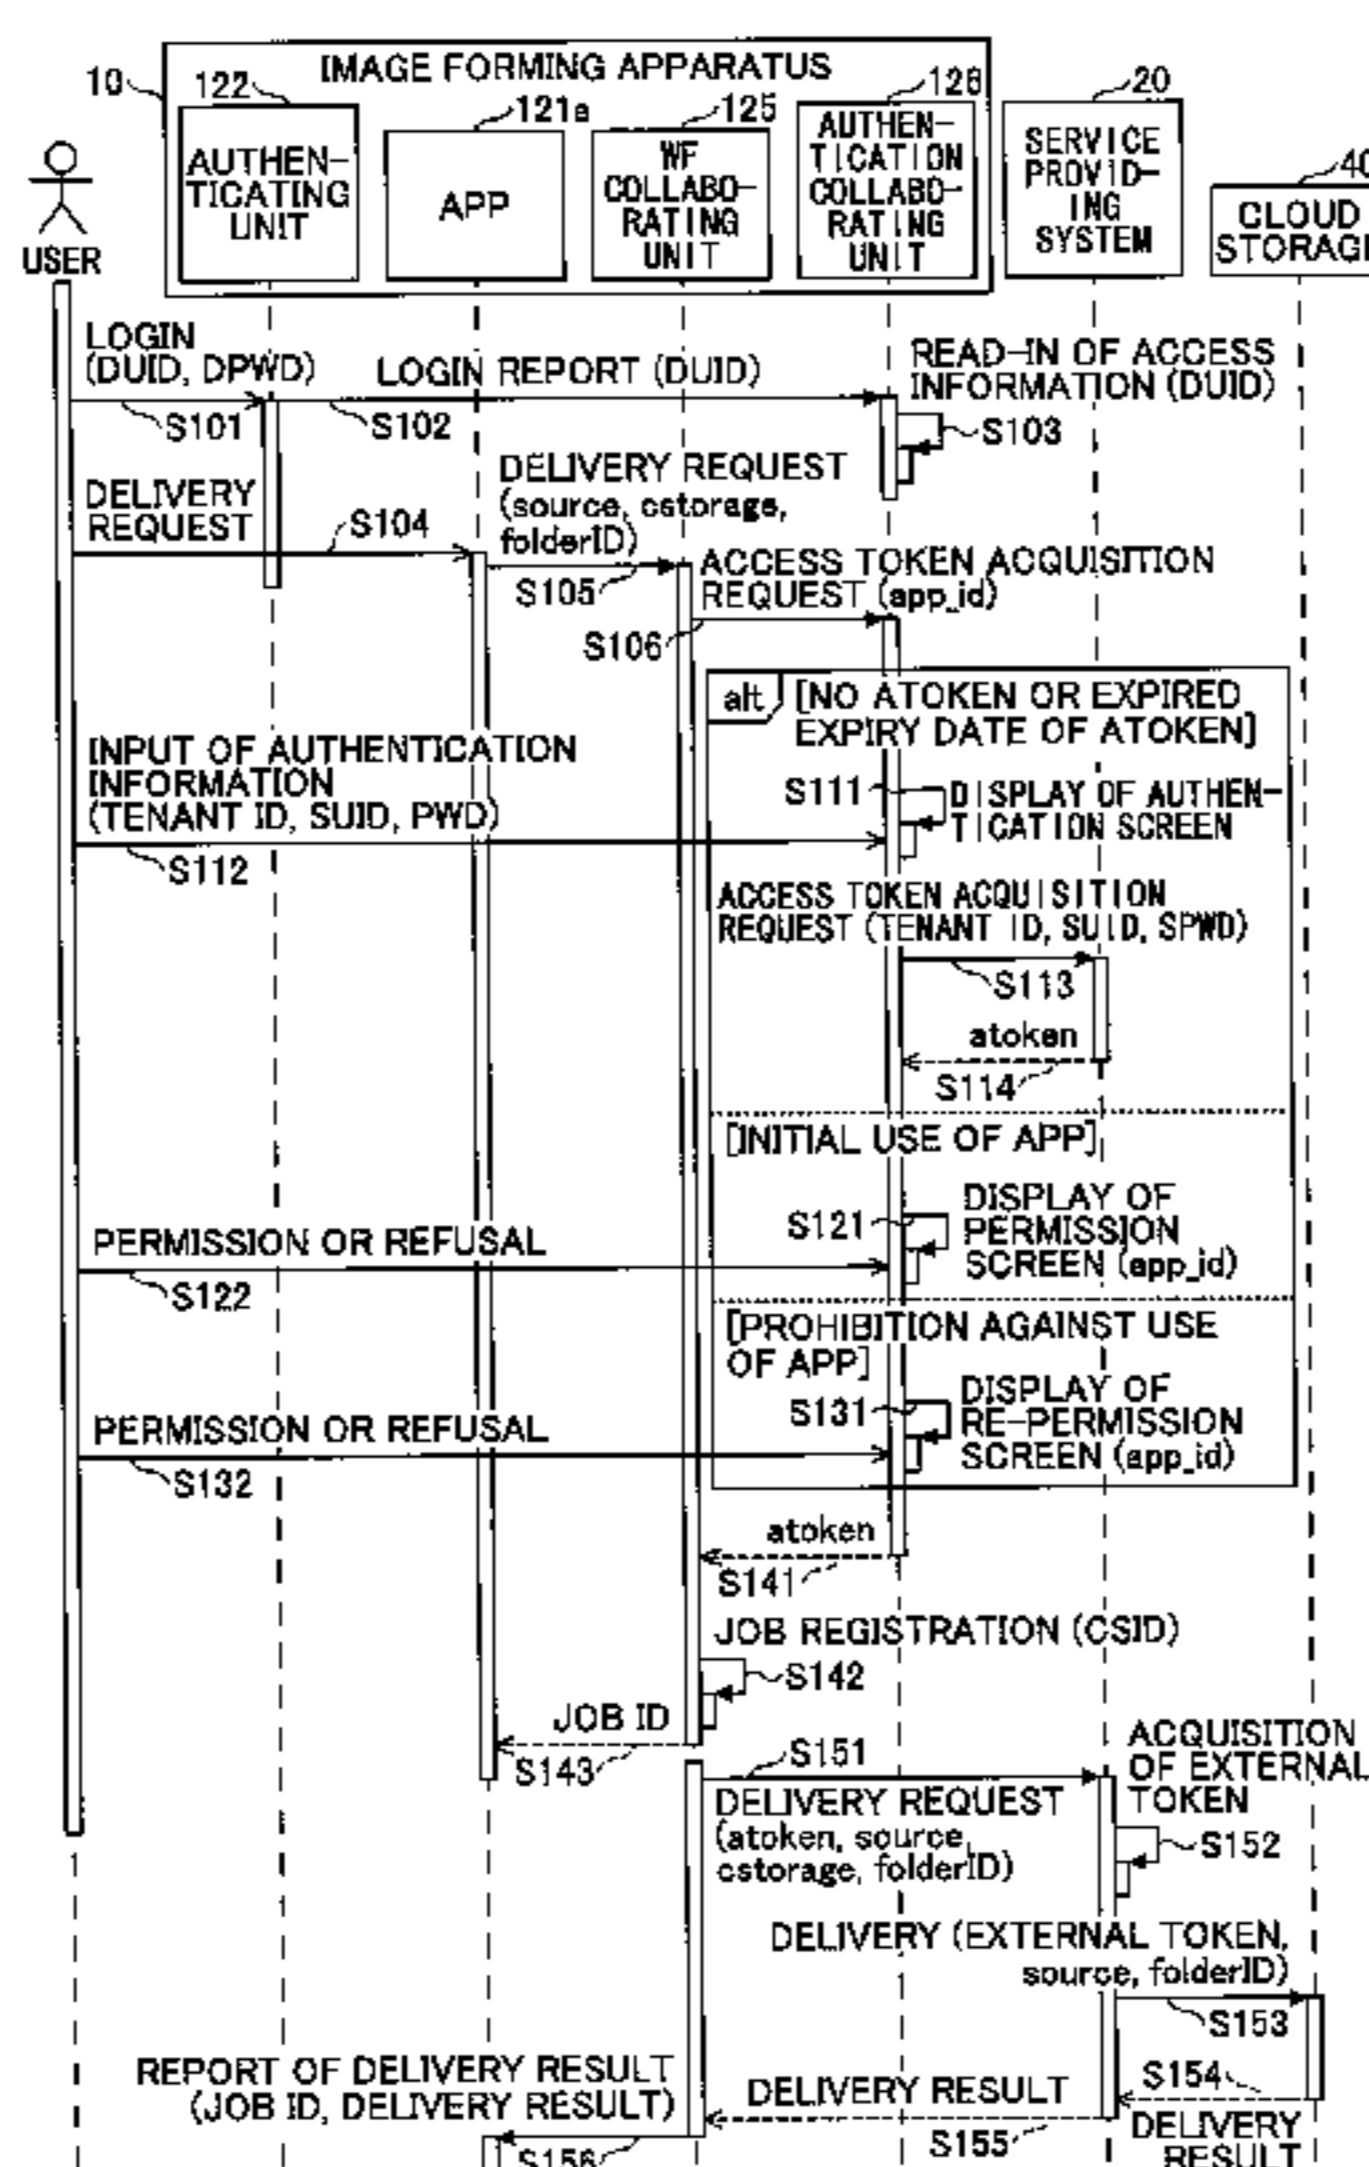 IMAGE FORMING APPARATUS
10
122
121a
125
126
20
40
USER
AUTHEN-
TICATING
UNIT
APP
WF
COLLABO-
RATING
UNIT
AUTHEN-
TICATION
COLLABO-
RATING
UNIT
SERVICE
PROVID-
ING
SYSTEM
CLOUD
STORAGE
LOGIN
(DUID, DPWD)
S101
LOGIN REPORT (DUID)
S102
READ-IN OF ACCESS
INFORMATION (DUID)
S103
DELIVERY
REQUEST
S104
DELIVERY REQUEST
(source, cstorage,
folderID)
S105
ACCESS TOKEN ACQUISITION
REQUEST (app_id)
S106
alt
[NO ATOKEN OR EXPIRED
EXPIRY DATE OF ATOKEN]
S111
DISPLAY OF AUTHEN-
TICATION SCREEN
INPUT OF AUTHENTICATION
INFORMATION
(TENANT ID, SUID, PWD)
S112
ACCESS TOKEN ACQUISITION
REQUEST (TENANT ID, SUID, SPWD)
S113
atoken
S114
[INITIAL USE OF APP]
S121
DISPLAY OF
PERMISSION
SCREEN (app_id)
PERMISSION OR REFUSAL
S122
[PROHIBITION AGAINST USE
OF APP]
S131
DISPLAY OF
RE-PERMISSION
SCREEN (app_id)
PERMISSION OR REFUSAL
S132
atoken
S141
JOB REGISTRATION (CSID)
S142
JOB ID
S143
S151
DELIVERY REQUEST
(atoken, source,
cstorage, folderID)
ACQUISITION
OF EXTERNAL
TOKEN
S152
DELIVERY (EXTERNAL TOKEN,
source, folderID)
S153
S154
DELIVERY
RESULT
DELIVERY RESULT
S155
REPORT OF DELIVERY RESULT
(JOB ID, DELIVERY RESULT)
S156